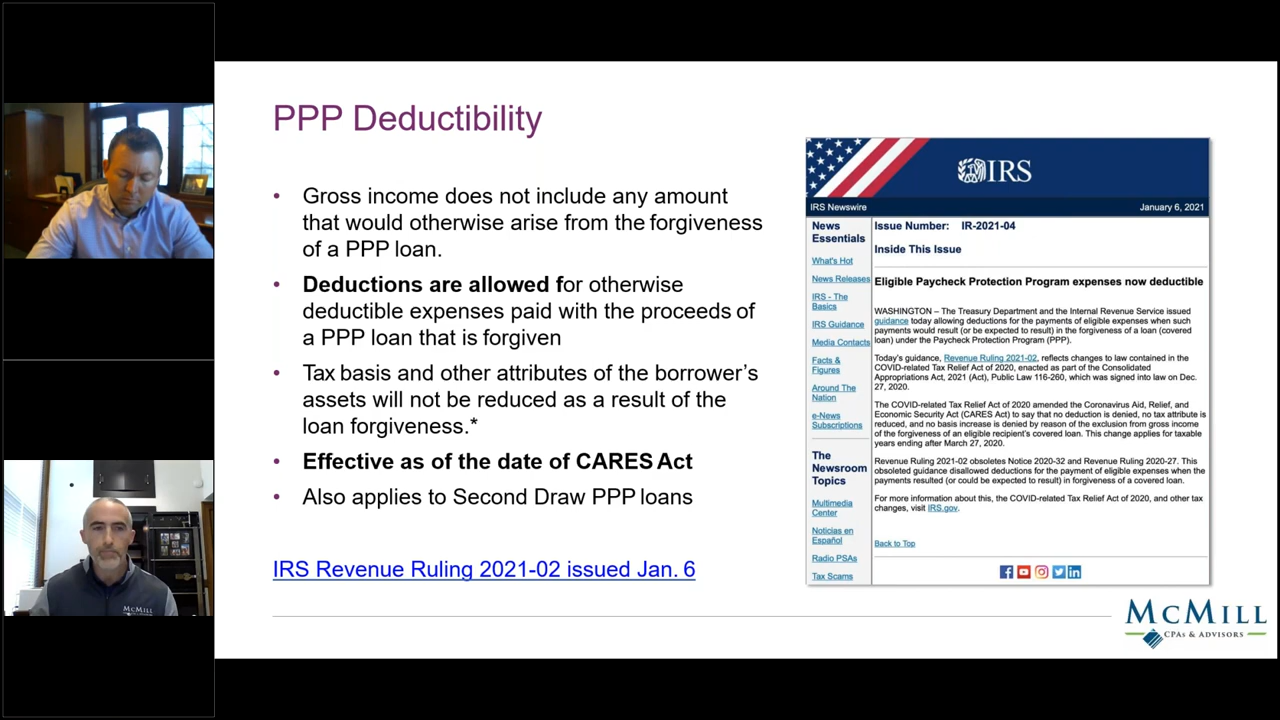 PPP Deductibility
• Gross income does not include any amount
that would otherwise arise from the forgiveness
of a PPP loan.
• Deductions are allowed for otherwise
deductible expenses paid with the proceeds of
a PPP loan that is forgiven
• Tax basis and other attributes of the borrower's
assets will not be reduced as a result of the
loan forgiveness.*
• Effective as of the date of CARES Act
• Also applies to Second Draw PPP loans
IRS Revenue Ruling 2021-02 issued Jan. 6
IRS
IRS Newswire
January 6, 2021
News
Essentials
What's Hot
News Releases
IRS - The
Basics
IRS Guidance
Media Contacts
Facts &
Figures
Around The
Nation
e-News
Subscriptions
The
Newsroom
Topics
Multimedia
Center
Noticias en
Español
Radio PSAs
Tax Scams
Issue Number: IR-2021-04
Inside This Issue
Eligible Paycheck Protection Program expenses now deductible
WASHINGTON – The Treasury Department and the Internal Revenue Service issued
guidance today allowing deductions for the payments of eligible expenses when such
payments would result (or be expected to result) in the forgiveness of a loan (covered
loan) under the Paycheck Protection Program (PPP).
Today's guidance, Revenue Ruling 2021-02, reflects changes to law contained in the
COVID-related Tax Relief Act of 2020, enacted as part of the Consolidated
Appropriations Act, 2021 (Act), Public Law 116-260, which was signed into law on Dec.
27, 2020.
The COVID-related Tax Relief Act of 2020 amended the Coronavirus Aid, Relief, and
Economic Security Act (CARES Act) to say that no deduction is denied, no tax attribute is
reduced, and no basis increase is denied by reason of the exclusion from gross income
of the forgiveness of an eligible recipient's covered loan. This change applies for taxable
years ending after March 27, 2020.
Revenue Ruling 2021-02 obsoletes Notice 2020-32 and Revenue Ruling 2020-27. This
obsoleted guidance disallowed deductions for the payment of eligible expenses when the
payments resulted (or could be expected to result) in forgiveness of a covered loan.
For more information about this, the COVID-related Tax Relief Act of 2020, and other tax
changes, visit IRS.gov.
Back to Top
McMILL
CPAs & ADVISORS
McMILL